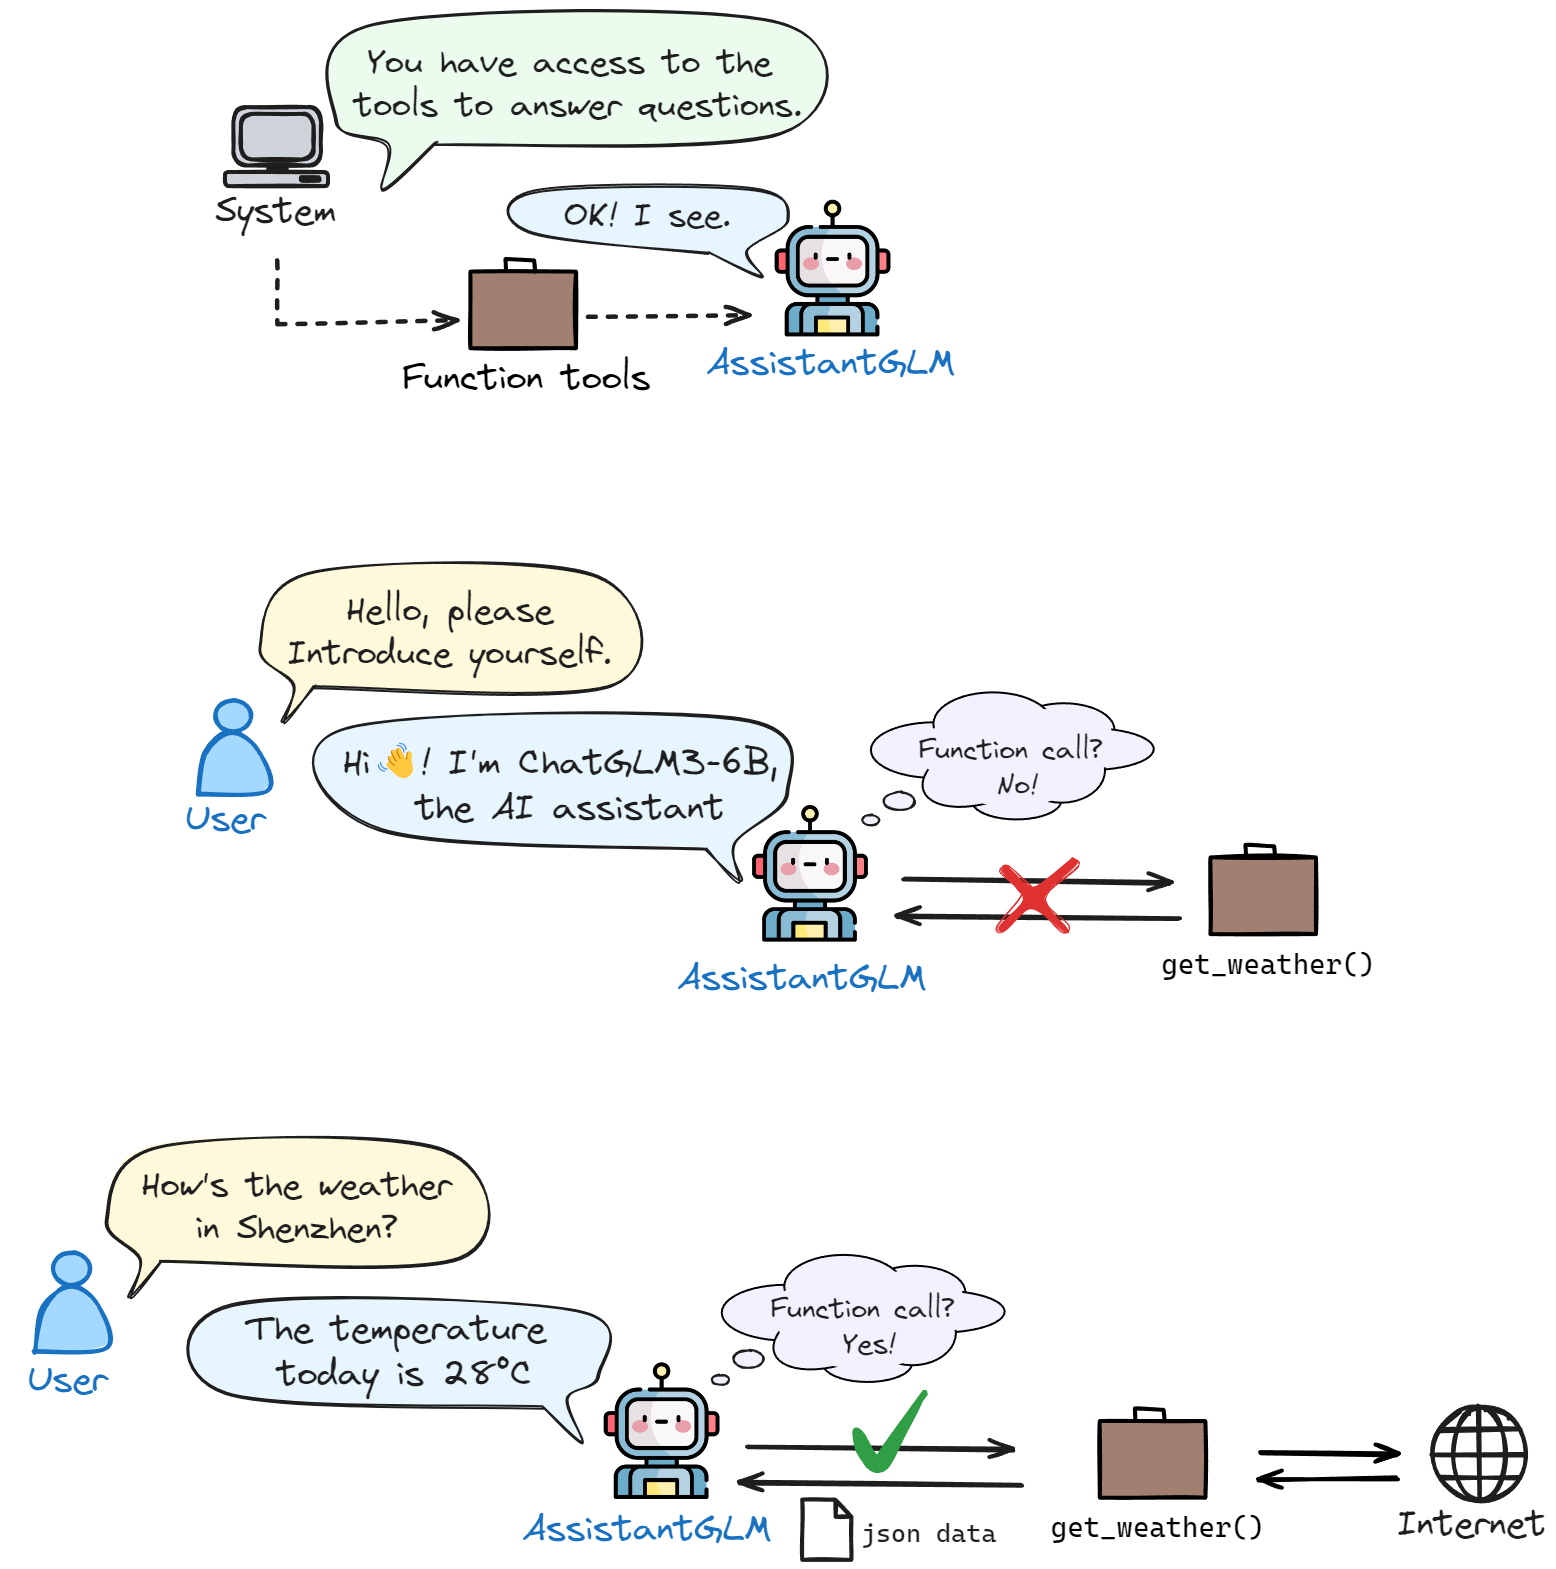 You have access to the
tools to answer questions.
System
OK! I see.
Function tools
AssistantGLM
Hello, please
Introduce yourself.
User
Hi 👋! I'm ChatGLM3-6B,
the AI assistant
Function call?
No!
AssistantGLM
get_weather()
How's the weather
in Shenzhen?
User
The temperature
today is 28°C
Function call?
Yes!
AssistantGLM
json data
get_weather()
Internet